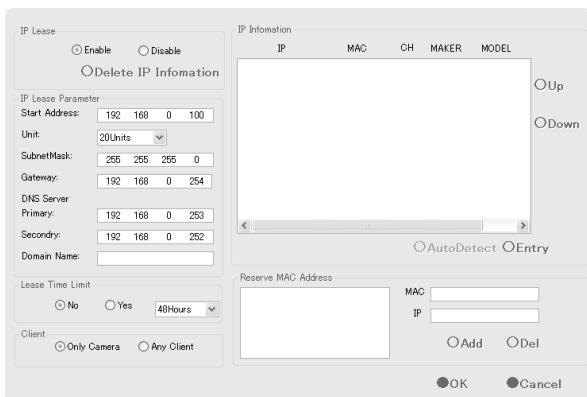 IP Lease
Enable Disable
Delete IP Infomation
IP Lease Parameter
Start Address: 192 168 0 100
Unit: 20Units
SubnetMask: 255 255 255 0
Gateway: 192 168 0 254
DNS Server
Primary: 192 168 0 253
Secondry: 192 168 0 252
Domain Name:
Lease Time Limit
No Yes 48Hours
Client
Only Camera Any Client
IP Infomation
IP MAC CH MAKER MODEL
Up
Down
AutoDetect Entry
Reserve MAC Address
MAC
IP
Add Del
OK Cancel